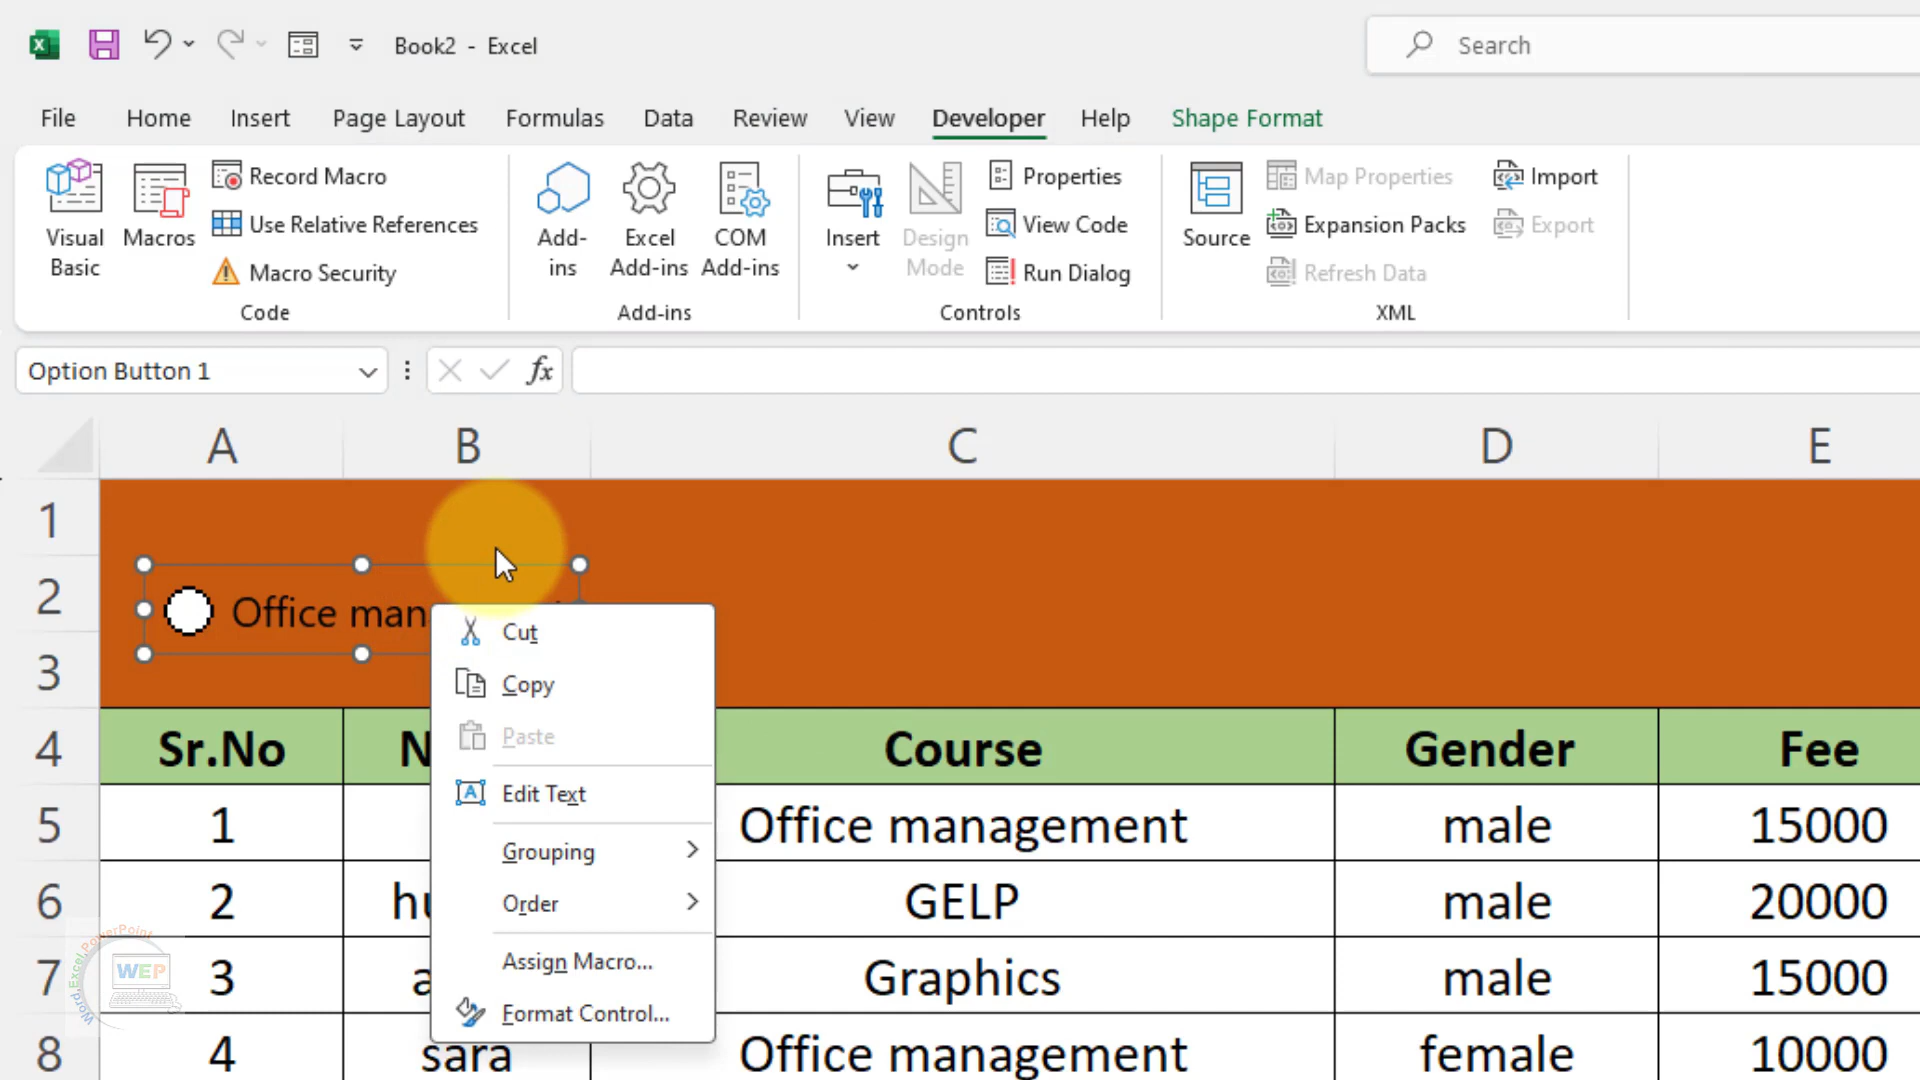 Book2 - Excel
Search
File Home Insert Page Layout Formulas Data Review View Developer Help Shape Format
Visual Basic
Macros
Record Macro
Use Relative References
Macro Security
Code
Add-ins
Excel Add-ins
COM Add-ins
Add-ins
Insert
Design Mode
Properties
View Code
Run Dialog
Controls
Source
Map Properties
Expansion Packs
Refresh Data
Import
Export
XML
Option Button 1
fx
A B C D E
1
2 Office man
3
4 Sr.No N Course Gender Fee
5 1 Office management male 15000
6 2 hu GELP male 20000
7 3 a Graphics male 15000
8 4 sara Office management female 10000
Cut
Copy
Paste
Edit Text
Grouping
Order
Assign Macro...
Format Control...
Word,Excel,PowerPoint
WEP